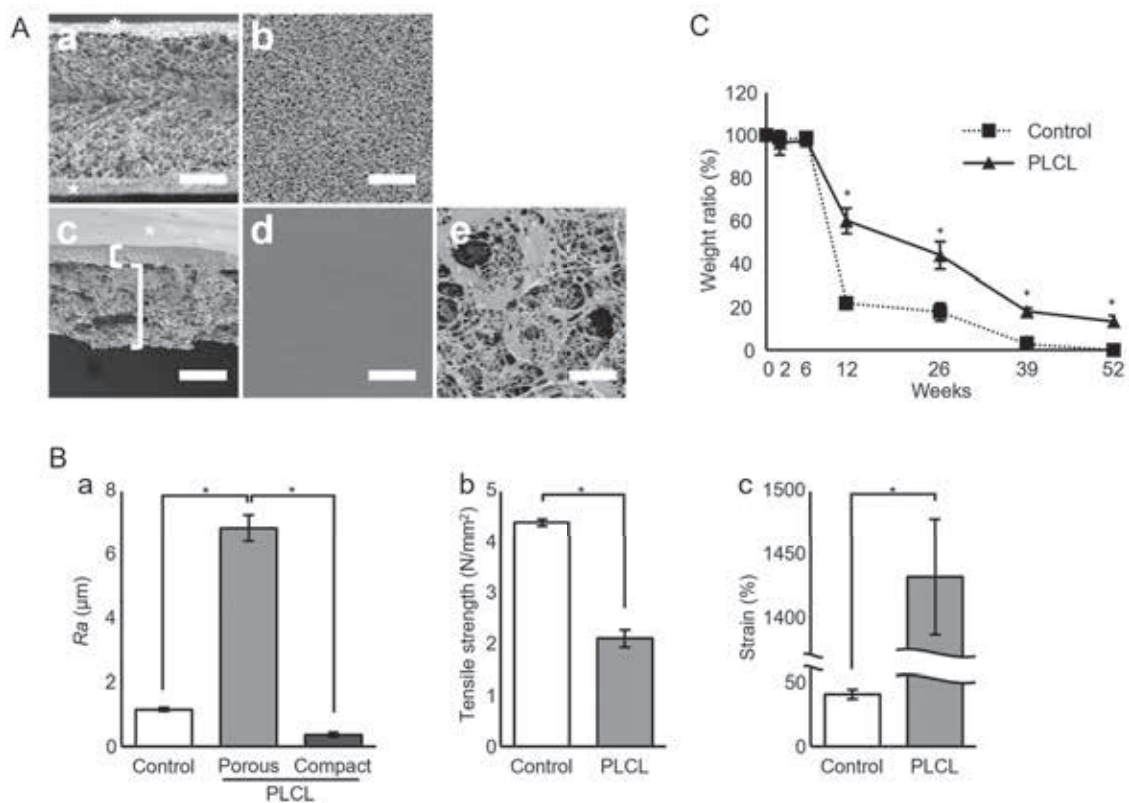 A
a
*
*
b
c
*
d
e
C
120
100
80
60
40
20
0
Weight ratio (%)
Control
PLCL
*
*
*
*
0 2 6 12 26 39 52
Weeks
B
a
8
6
4
2
0
Ra (µm)
*
*
Control Porous Compact
PLCL
b
5
4
3
2
1
0
Tensile strength (N/mm²)
*
Control PLCL
c
1500
1450
1400
50
0
Strain (%)
*
Control PLCL